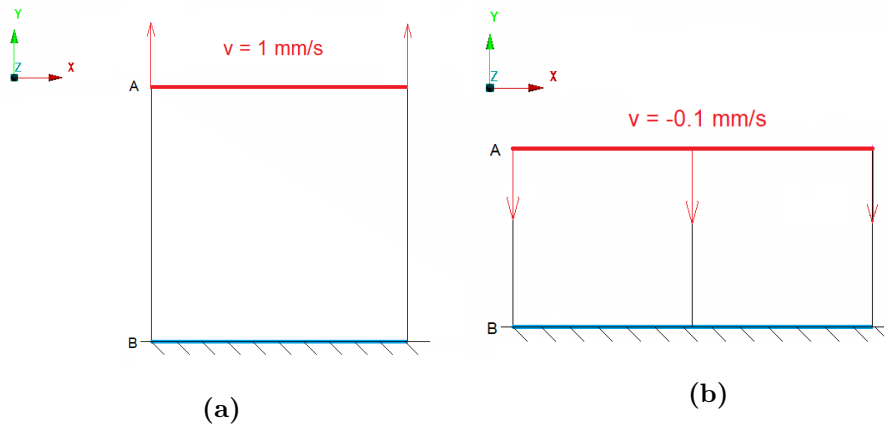 Y
Z
X
v = 1 mm/s
A
B
(a)
Y
Z
X
v = -0.1 mm/s
A
B
(b)